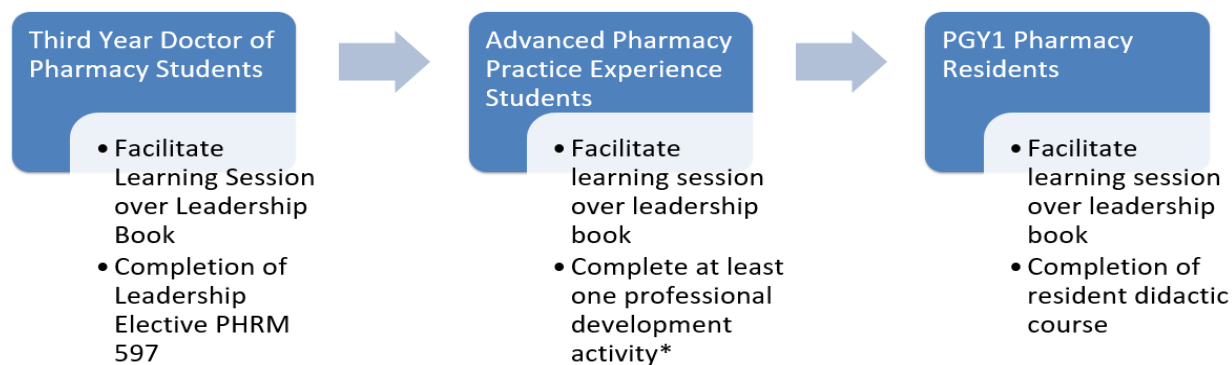 Third Year Doctor of
Pharmacy Students
• Facilitate
Learning Session
over Leadership
Book
• Completion of
Leadership
Elective PHRM
597
Advanced Pharmacy
Practice Experience
Students
• Facilitate
learning session
over leadership
book
• Complete at least
one professional
development
activity*
PGY1 Pharmacy
Residents
• Facilitate
learning session
over leadership
book
• Completion of
resident didactic
course